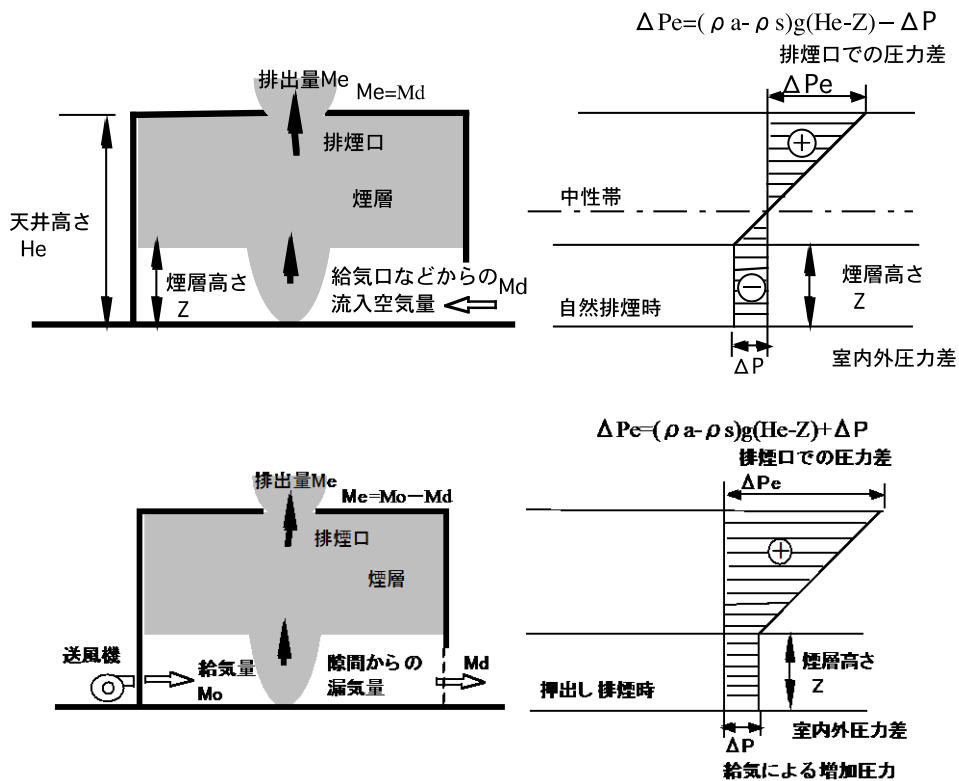 ΔPe=(ρa-ρs)g(He-Z)－ΔP
排煙口での圧力差
ΔPe
排出量Me
Me=Md
排煙口
煙層
天井高さ
He
煙層高さ
Z
給気口などからの
流入空気量
Md
中性帯
＋
－
自然排煙時
煙層高さ
Z
ΔP
室内外圧力差
ΔPe=(ρa-ρs)g(He-Z)+ΔP
排煙口での圧力差
ΔPe
排出量Me
Me=Mo－Md
排煙口
煙層
送風機
給気量
Mo
隙間からの
漏気量
Md
＋
押出し排煙時
煙層高さ
Z
ΔP
室内外圧力差
給気による増加圧力